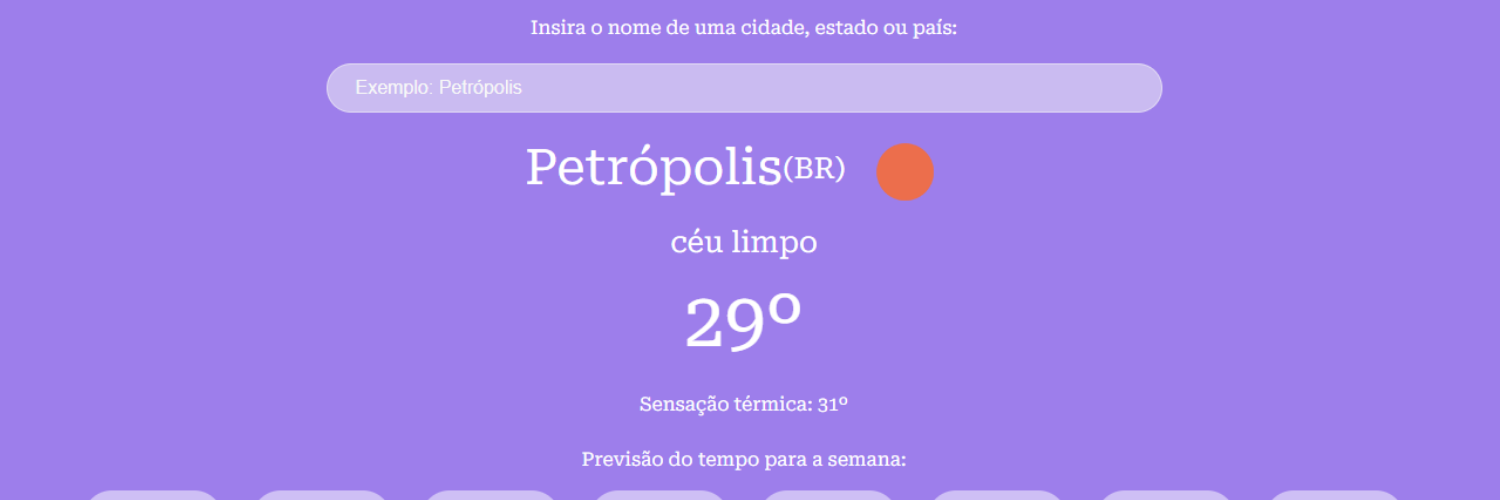 Insira o nome de uma cidade, estado ou país:
Exemplo: Petrópolis
Petrópolis(BR)
céu limpo
29º
Sensação térmica: 31º
Previsão do tempo para a semana: